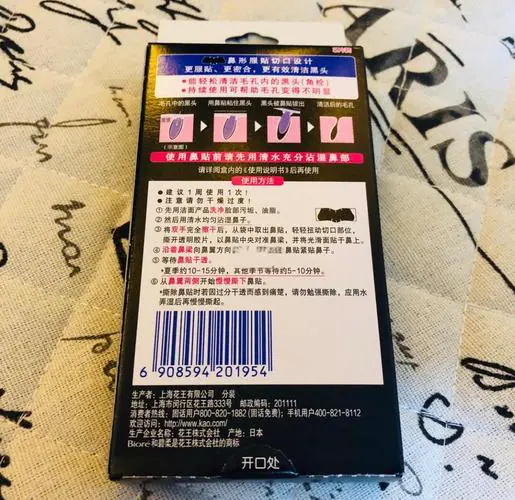 鼻形服贴切口设计
更服贴、更密合、更有效清洁黑头
●能轻松清洁毛孔内的黑头(角栓)
●持续使用可帮助毛孔变得不明显
毛孔中的黑头 用鼻贴粘住黑头 黑头被鼻贴拔出 清洁后的毛孔
(示意图)
使用鼻贴前请先用清水充分沾湿鼻部
请详阅盒内的《使用说明书》后再使用
使用方法
● 建议1周使用1次!
● 注意请勿干燥过度!
①先用洁面产品洗净脸部污垢、油脂。
②然后用清水均匀沾湿鼻子。
③将双手完全擦干后,从袋中取出鼻贴,轻轻扭动切口部位,
撕开透明胶片,以鼻贴中央对准鼻梁,并将光滑面贴于鼻上。
④沿着鼻梁向鼻翼方向 鼻贴紧贴鼻子。
⑤等待鼻贴干透。
•夏季约10-15分钟,其他季节等待约5-10分钟。
⑥从鼻翼两侧开始慢慢撕下鼻贴。
•撕除鼻贴时若因过分干透而感到痛楚,请勿勉强撕除,应用水
弄湿后再慢慢撕起。
6 908594 201954
生产者:上海花王有限公司 分装
地址:上海市闵行区花王路333号 邮政编码:201111
消费者热线:固话用户800-820-1882(固话免费);手机用户400-821-8112
欢迎访问:http://www.kao.com/
生产企业名称:花王株式会社 产地:日本
Bioré和碧柔是花王株式会社的商标
开口处
ARIS